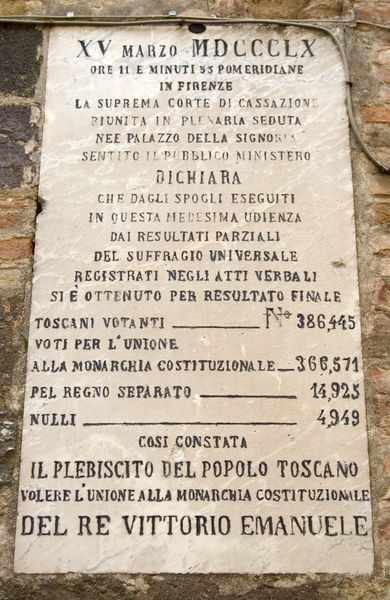 XV MARZO MDCCCLX
ORE 11 E MINUTI 55 POMERIDIANE
IN FIRENZE
LA SUPREMA CORTE DI CASSAZIONE
RIUNITA IN PLENARIA SEDUTA
NEL PALAZZO DELLA SIGNORIA
SENTITO IL PUBBLICO MINISTERO
DICHIARA
CHE DAGLI SPOGLI ESEGUITI
IN QUESTA MEDESIMA UDIENZA
DAI RESULTATI PARZIALI
DEL SUFFRAGIO UNIVERSALE
REGISTRATI NEGLI ATTI VERBALI
SI È OTTENUTO PER RESULTATO FINALE
TOSCANI VOTANTI No 386,445
VOTI PER L'UNIONE
ALLA MONARCHIA COSTITUZIONALE 366,571
PEL REGNO SEPARATO 14,925
NULLI 4,949
COSI CONSTATA
IL PLEBISCITO DEL POPOLO TOSCANO
VOLERE L'UNIONE ALLA MONARCHIA COSTITUZIONALE
DEL RE VITTORIO EMANUELE